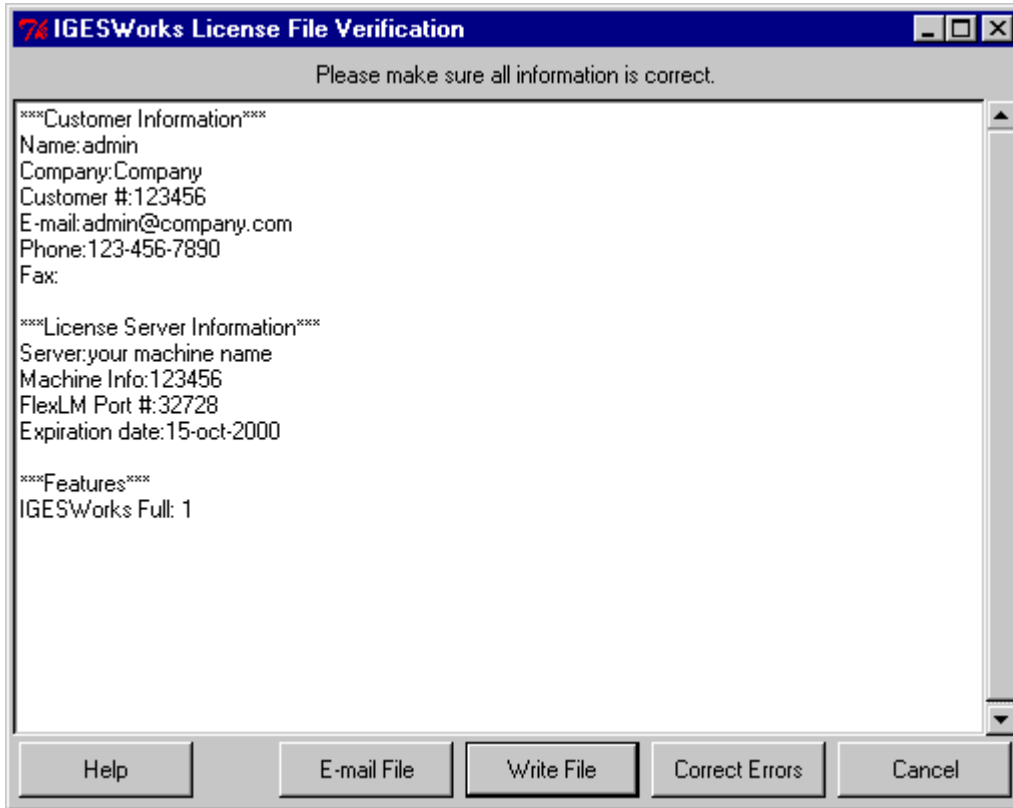 IGESWorks License File Verification
Please make sure all information is correct.
***Customer Information***
Name:admin
Company:Company
Customer #:123456
E-mail:admin@company.com
Phone:123-456-7890
Fax:
***License Server Information***
Server:your machine name
Machine Info:123456
FlexLM Port #:32728
Expiration date:15-oct-2000
***Features***
IGESWorks Full: 1
Help E-mail File Write File Correct Errors Cancel